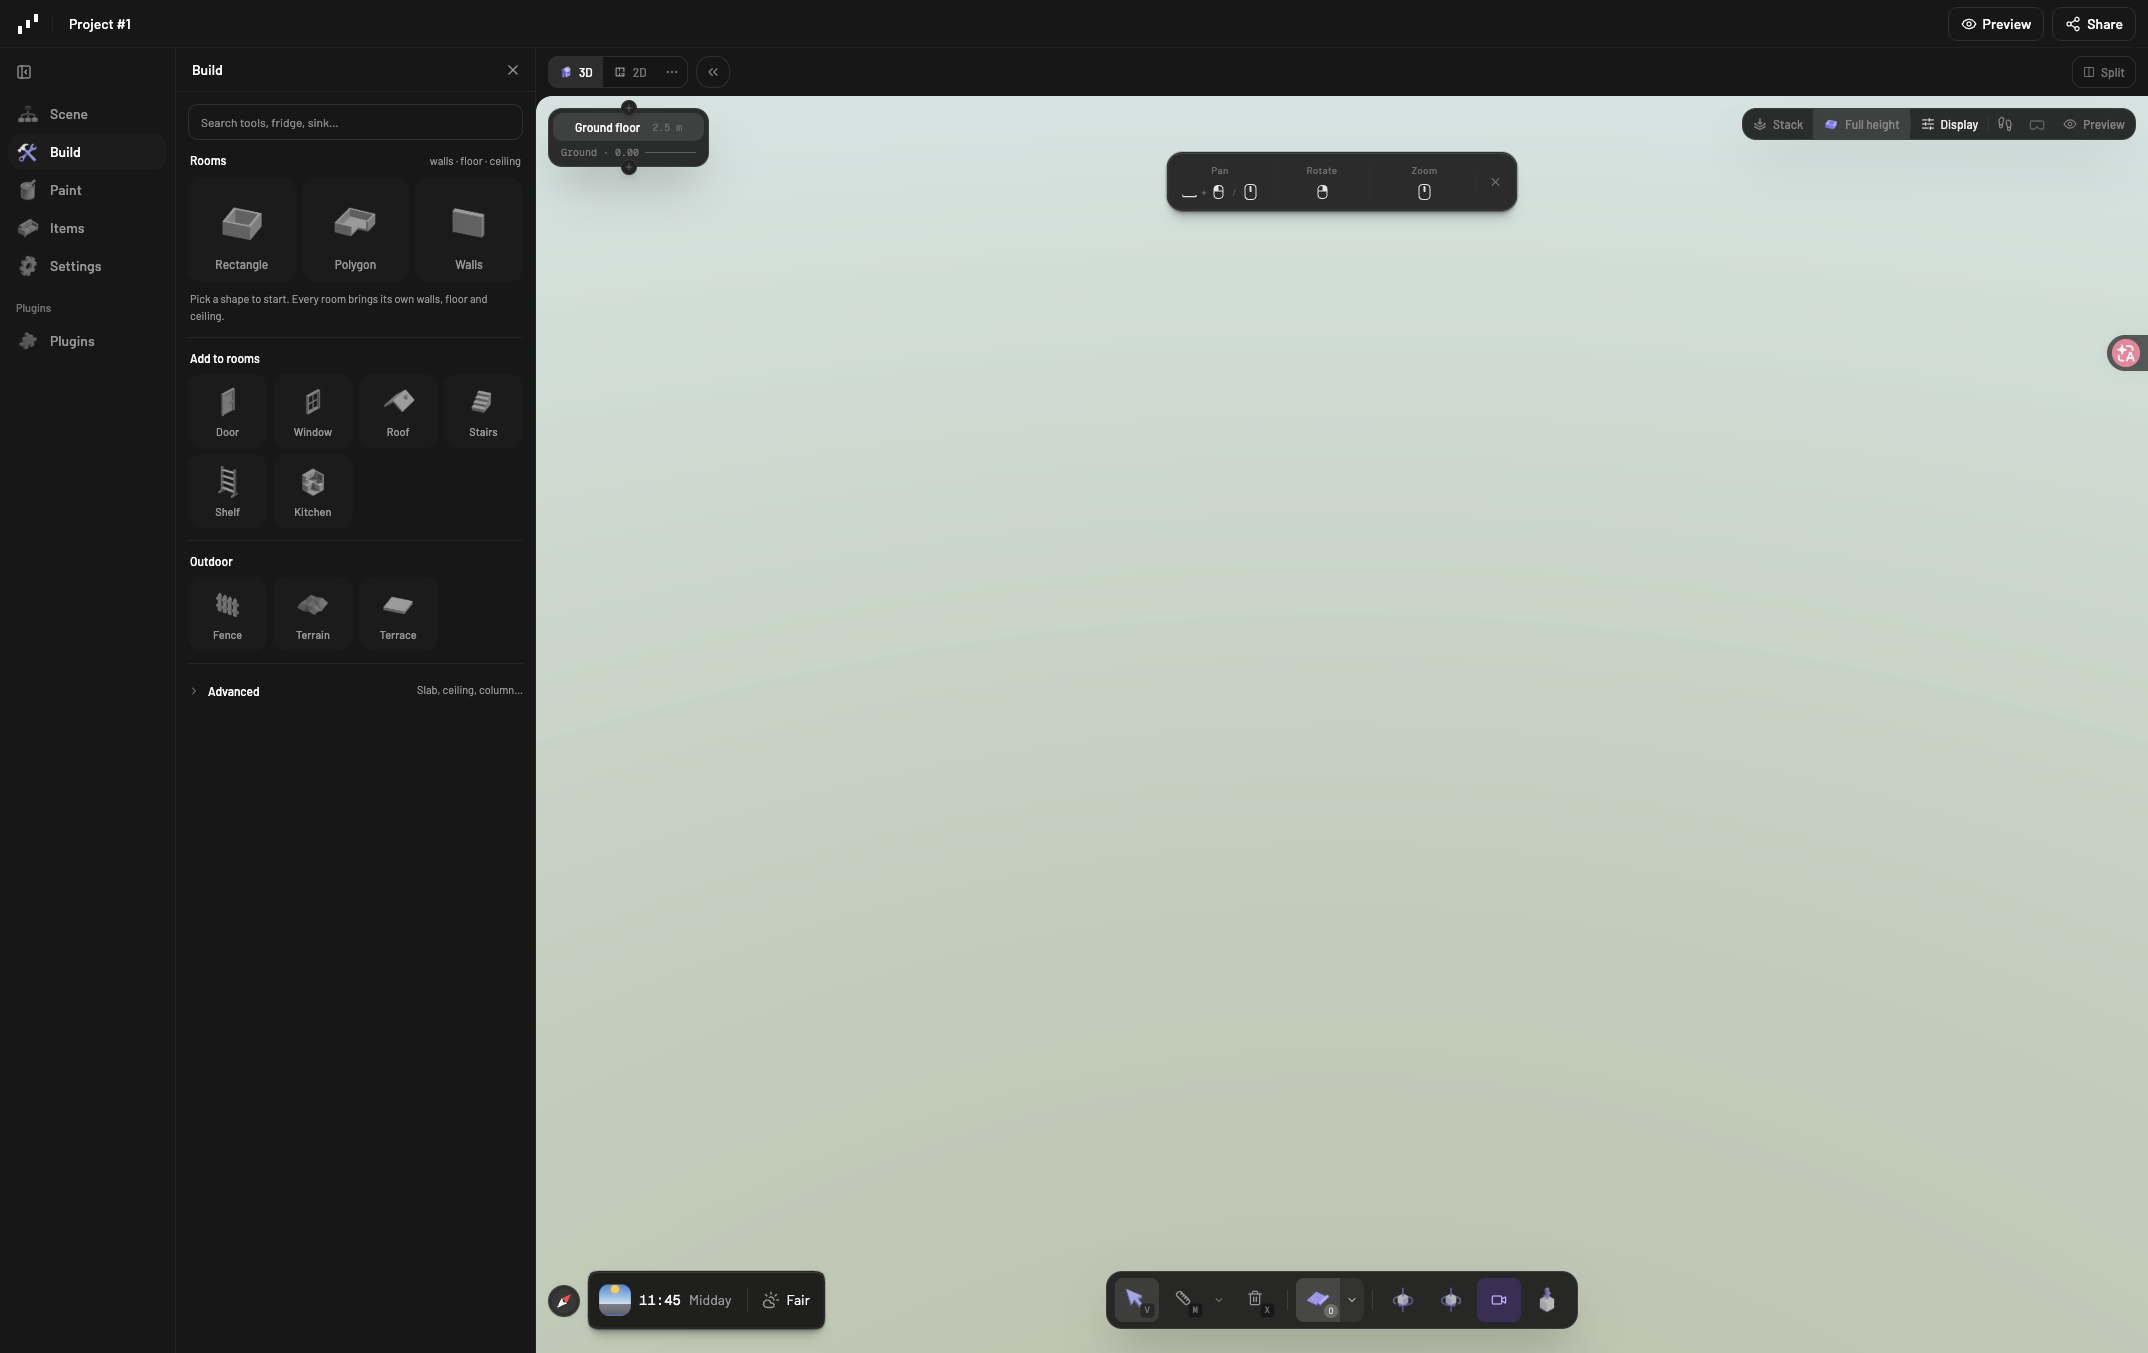 Project #1
Preview
Share
Build
3D
2D
Split
Scene
Build
Paint
Items
Settings
Plugins
Plugins
Search tools, fridge, sink...
Rooms
walls · floor · ceiling
Rectangle
Polygon
Walls
Pick a shape to start. Every room brings its own walls, floor and
ceiling.
Add to rooms
Door
Window
Roof
Stairs
Shelf
Kitchen
Outdoor
Fence
Terrain
Terrace
Advanced
Slab, ceiling, column...
Ground floor 2.5 m
Ground · 0.00
Pan
Rotate
Zoom
Stack
Full height
Display
Preview
11:45 Midday
Fair
V
M
X
0